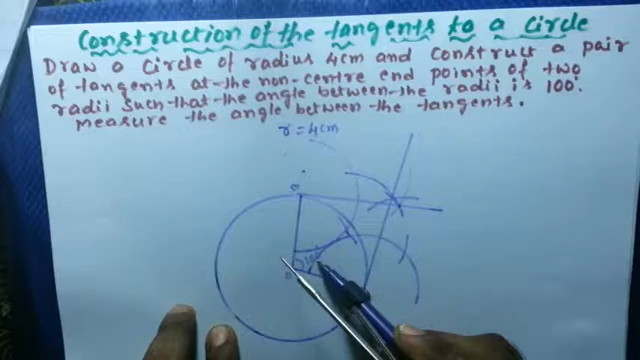 Construction of the tangents to a circle
Draw a Circle of radius 4cm and Construct a pair
of tangents at the non-centre end points of two
radii such that the angle between the radii is 100°.
measure the angle between the tangents.
r = 4cm